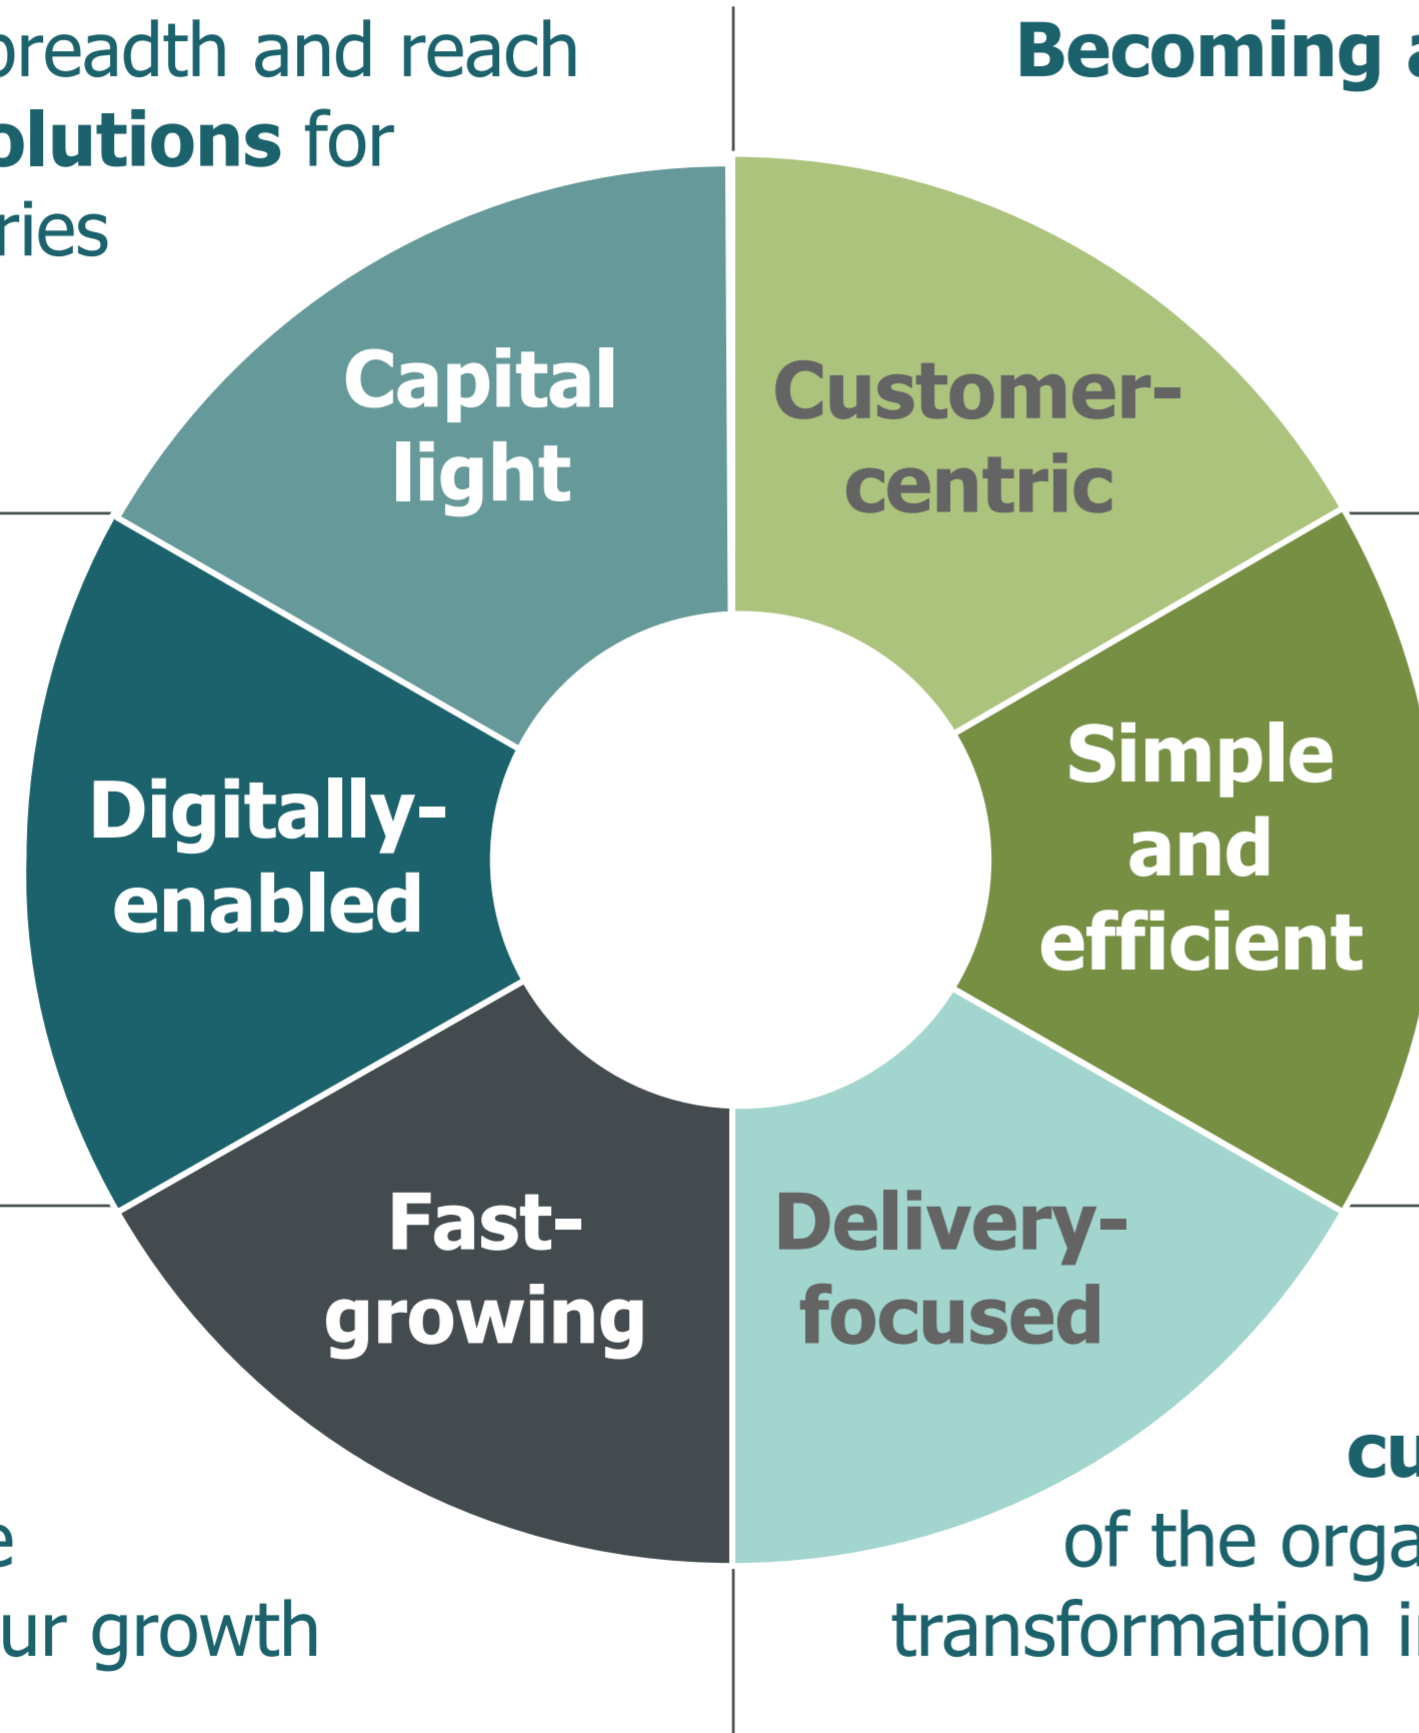 breadth and reach
olutions for
ries
Becoming a
Capital
light
Customer-
centric
Simple
and
efficient
Digitally-
enabled
Fast-
growing
Delivery-
focused
e
ur growth
cu
of the orga
transformation i